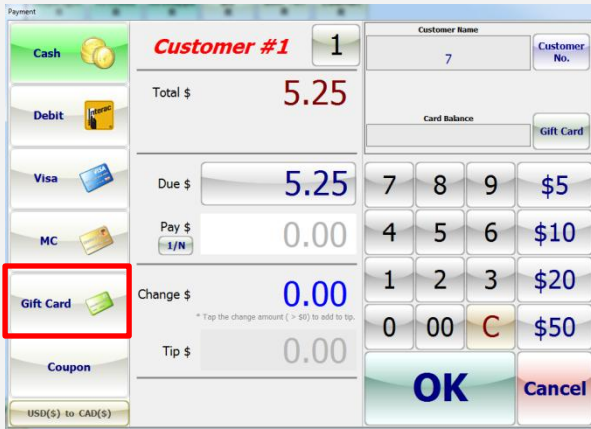 Payment
Cash
Debit
Interac
Visa
VISA
MC
Gift Card
Coupon
USD($) to CAD($)
Customer #1
1
Total $
5.25
Due $
5.25
Pay $
1/N
0.00
Change $
0.00
* Tap the change amount ( > $0) to add to tip.
Tip $
0.00
Customer Name
7
Customer
No.
Card Balance
Gift Card
7 8 9 $5
4 5 6 $10
1 2 3 $20
0 00 C $50
OK
Cancel